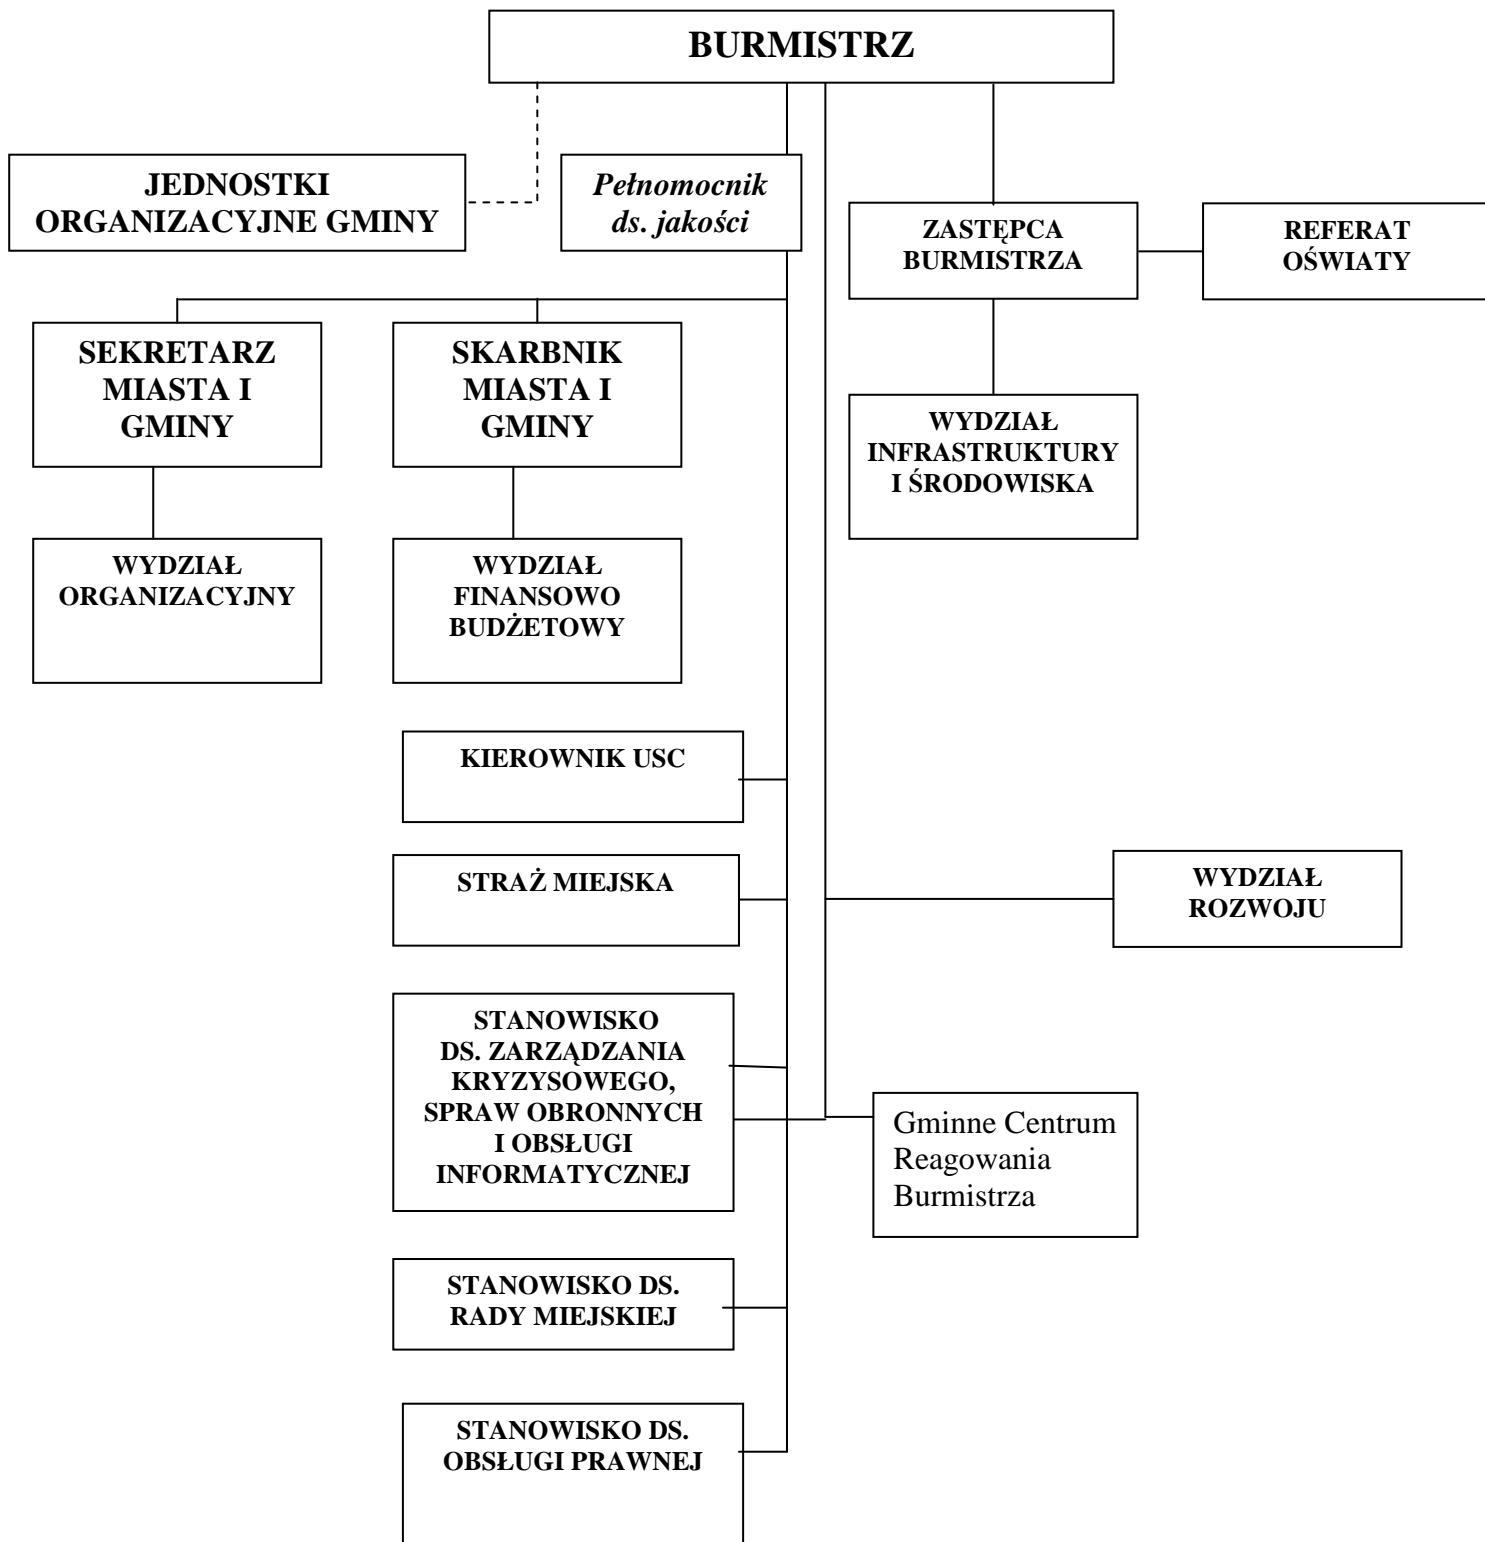 BURMISTRZ
JEDNOSTKI
ORGANIZACYJNE GMINY
Pełnomocnik
ds. jakości
ZASTĘPCA
BURMISTRZA
REFERAT
OŚWIATY
SEKRETARZ
MIASTA I
GMINY
SKARBNIK
MIASTA I
GMINY
WYDZIAŁ
INFRASTRUKTURY
I ŚRODOWISKA
WYDZIAŁ
ORGANIZACYJNY
WYDZIAŁ
FINANSOWO
BUDŻETOWY
KIEROWNIK USC
STRAŻ MIEJSKA
WYDZIAŁ
ROZWOJU
STANOWISKO
DS. ZARZĄDZANIA
KRYZYSOWEGO,
SPRAW OBRONNYCH
I OBSŁUGI
INFORMATYCZNEJ
Gminne Centrum
Reagowania
Burmistrza
STANOWISKO DS.
RADY MIEJSKIEJ
STANOWISKO DS.
OBSŁUGI PRAWNEJ